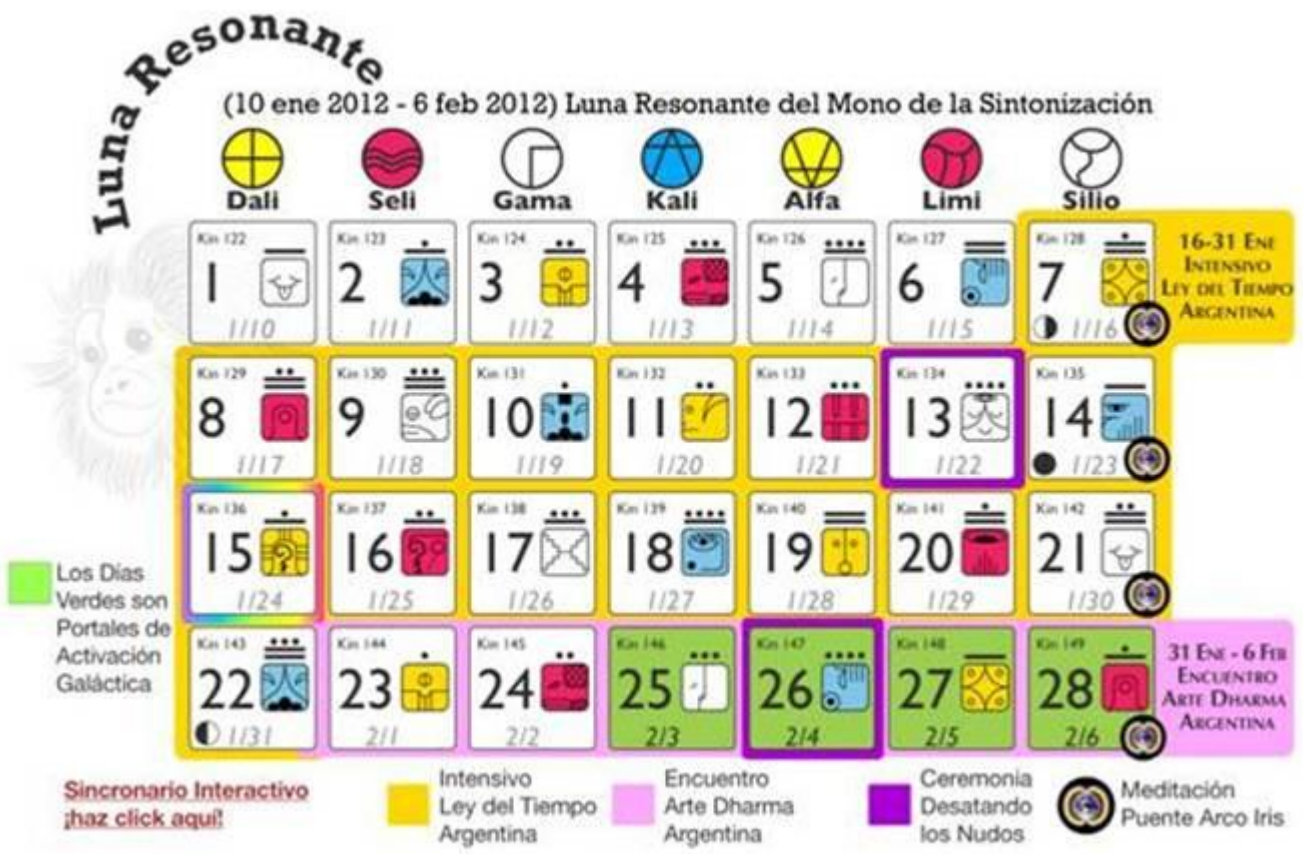 Luna Resonante
(10 ene 2012 - 6 feb 2012) Luna Resonante del Mono de la Sintonización
Dali Seli Gama Kali Alfa Limi Silio
Kin 122 Kin 123 Kin 124 Kin 125 Kin 126 Kin 127 Kin 128
1 2 3 4 5 6 7
1/10 1/11 1/12 1/13 1/14 1/15 1/16
16-31 ENE
INTENSIVO
LEY DEL TIEMPO
ARGENTINA
Kin 129 Kin 130 Kin 131 Kin 132 Kin 133 Kin 134 Kin 135
8 9 10 11 12 13 14
1/17 1/18 1/19 1/20 1/21 1/22 1/23
Kin 136 Kin 137 Kin 138 Kin 139 Kin 140 Kin 141 Kin 142
15 16 17 18 19 20 21
1/24 1/25 1/26 1/27 1/28 1/29 1/30
Los Días
Verdes son
Portales de
Activación
Galáctica
Kin 143 Kin 144 Kin 145 Kin 146 Kin 147 Kin 148 Kin 149
22 23 24 25 26 27 28
1/31 2/1 2/2 2/3 2/4 2/5 2/6
31 ENE - 6 FEB
ENCUENTRO
ARTE DHARMA
ARGENTINA
Sincronario Interactivo
¡haz click aquí!
Intensivo
Ley del Tiempo
Argentina
Encuentro
Arte Dharma
Argentina
Ceremonia
Desatando
los Nudos
Meditación
Puente Arco Iris